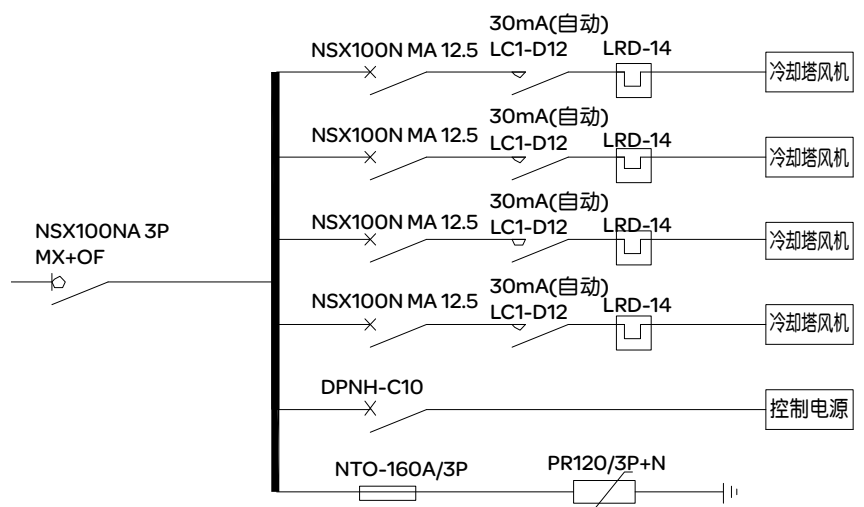 30mA(自动)
NSX100N MA 12.5 LC1-D12 LRD-14
冷却塔风机
30mA(自动)
NSX100N MA 12.5 LC1-D12 LRD-14
冷却塔风机
30mA(自动)
NSX100N MA 12.5 LC1-D12 LRD-14
冷却塔风机
NSX100NA 3P
MX+OF
30mA(自动)
NSX100N MA 12.5 LC1-D12 LRD-14
冷却塔风机
DPNH-C10
控制电源
NTO-160A/3P PR120/3P+N